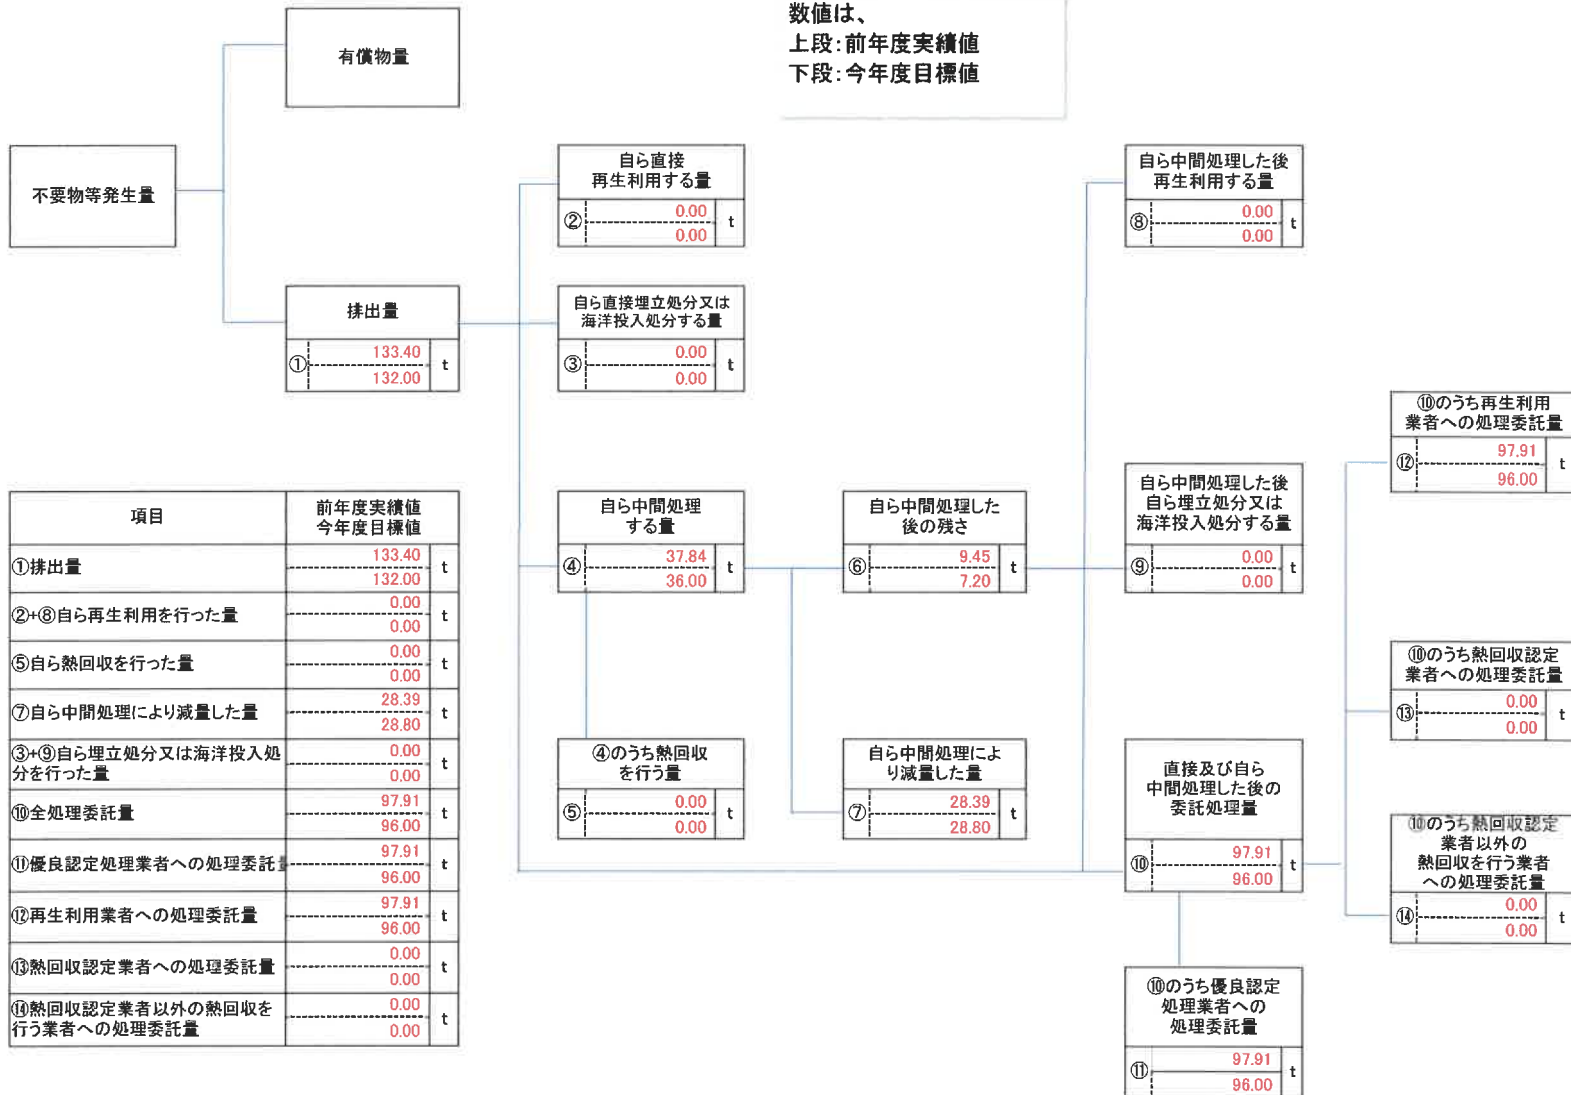 数値は、
上段:前年度実績値
下段:今年度目標値
有償物量
不要物等発生量
排出量
① 133.40 t
132.00
自ら直接
再生利用する量
② 0.00 t
0.00
自ら直接埋立処分又は
海洋投入処分する量
③ 0.00 t
0.00
自ら中間処理した後
再生利用する量
⑧ 0.00 t
0.00
自ら中間処理
する量
④ 37.84 t
36.00
自ら中間処理した
後の残さ
⑥ 9.45 t
7.20
自ら中間処理した後
自ら埋立処分又は
海洋投入処分する量
⑨ 0.00 t
0.00
④のうち熱回収
を行う量
⑤ 0.00 t
0.00
自ら中間処理によ
り減量した量
⑦ 28.39 t
28.80
直接及び自ら
中間処理した後の
委託処理量
⑩ 97.91 t
96.00
⑩のうち優良認定
処理業者への
処理委託量
⑪ 97.91 t
96.00
⑩のうち再生利用
業者への処理委託量
⑫ 97.91 t
96.00
⑩のうち熱回収認定
業者への処理委託量
⑬ 0.00 t
0.00
⑩のうち熱回収認定
業者以外の
熱回収を行う業者
への処理委託量
⑭ 0.00 t
0.00
項目 前年度実績値
今年度目標値
①排出量 133.40 t
132.00
②+⑧自ら再生利用を行った量 0.00 t
0.00
⑤自ら熱回収を行った量 0.00 t
0.00
⑦自ら中間処理により減量した量 28.39 t
28.80
③+⑨自ら埋立処分又は海洋投入処 0.00 t
分を行った量 0.00
⑩全処理委託量 97.91 t
96.00
⑪優良認定処理業者への処理委託量 97.91 t
96.00
⑫再生利用業者への処理委託量 97.91 t
96.00
⑬熱回収認定業者への処理委託量 0.00 t
0.00
⑭熱回収認定業者以外の熱回収を 0.00 t
行う業者への処理委託量 0.00